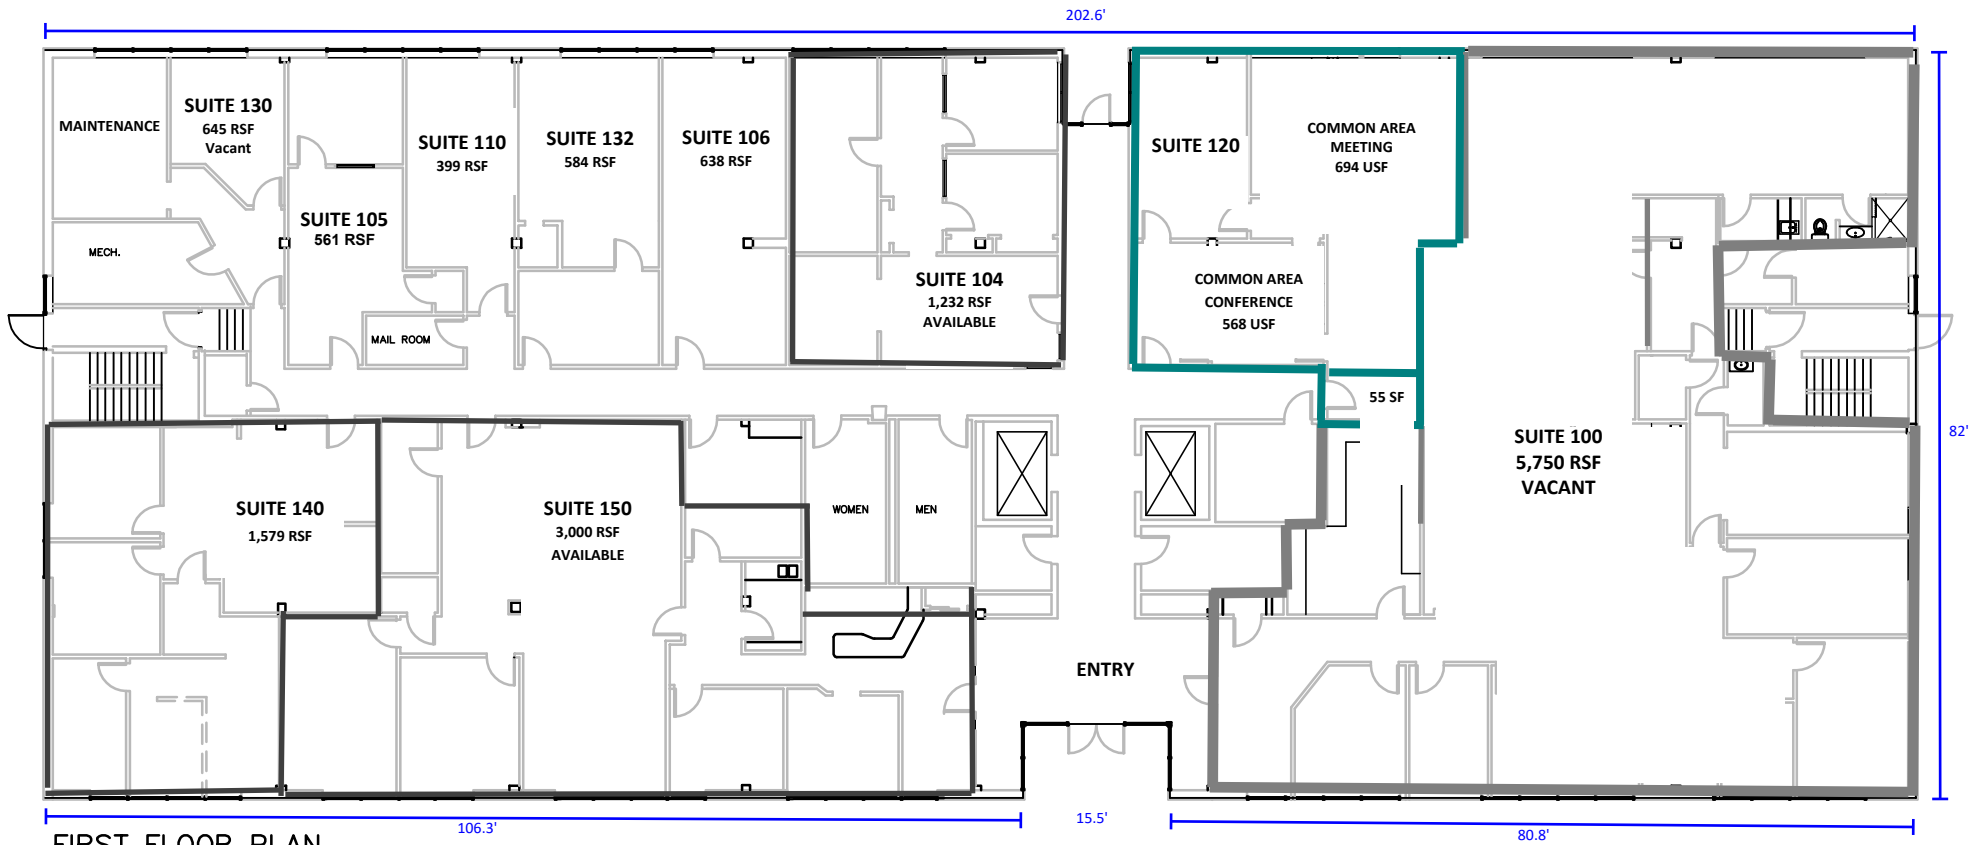 202.6'
MAINTENANCE
SUITE 130
645 RSF
Vacant
SUITE 110
399 RSF
SUITE 132
584 RSF
SUITE 106
638 RSF
SUITE 120
COMMON AREA
MEETING
694 USF
SUITE 105
561 RSF
MECH.
MAIL ROOM
SUITE 104
1,232 RSF
AVAILABLE
COMMON AREA
CONFERENCE
568 USF
55 SF
82'
SUITE 100
5,750 RSF
VACANT
SUITE 140
1,579 RSF
SUITE 150
3,000 RSF
AVAILABLE
WOMEN
MEN
ENTRY
106.3'
15.5'
80.8'
FIRST FLOOR PLAN